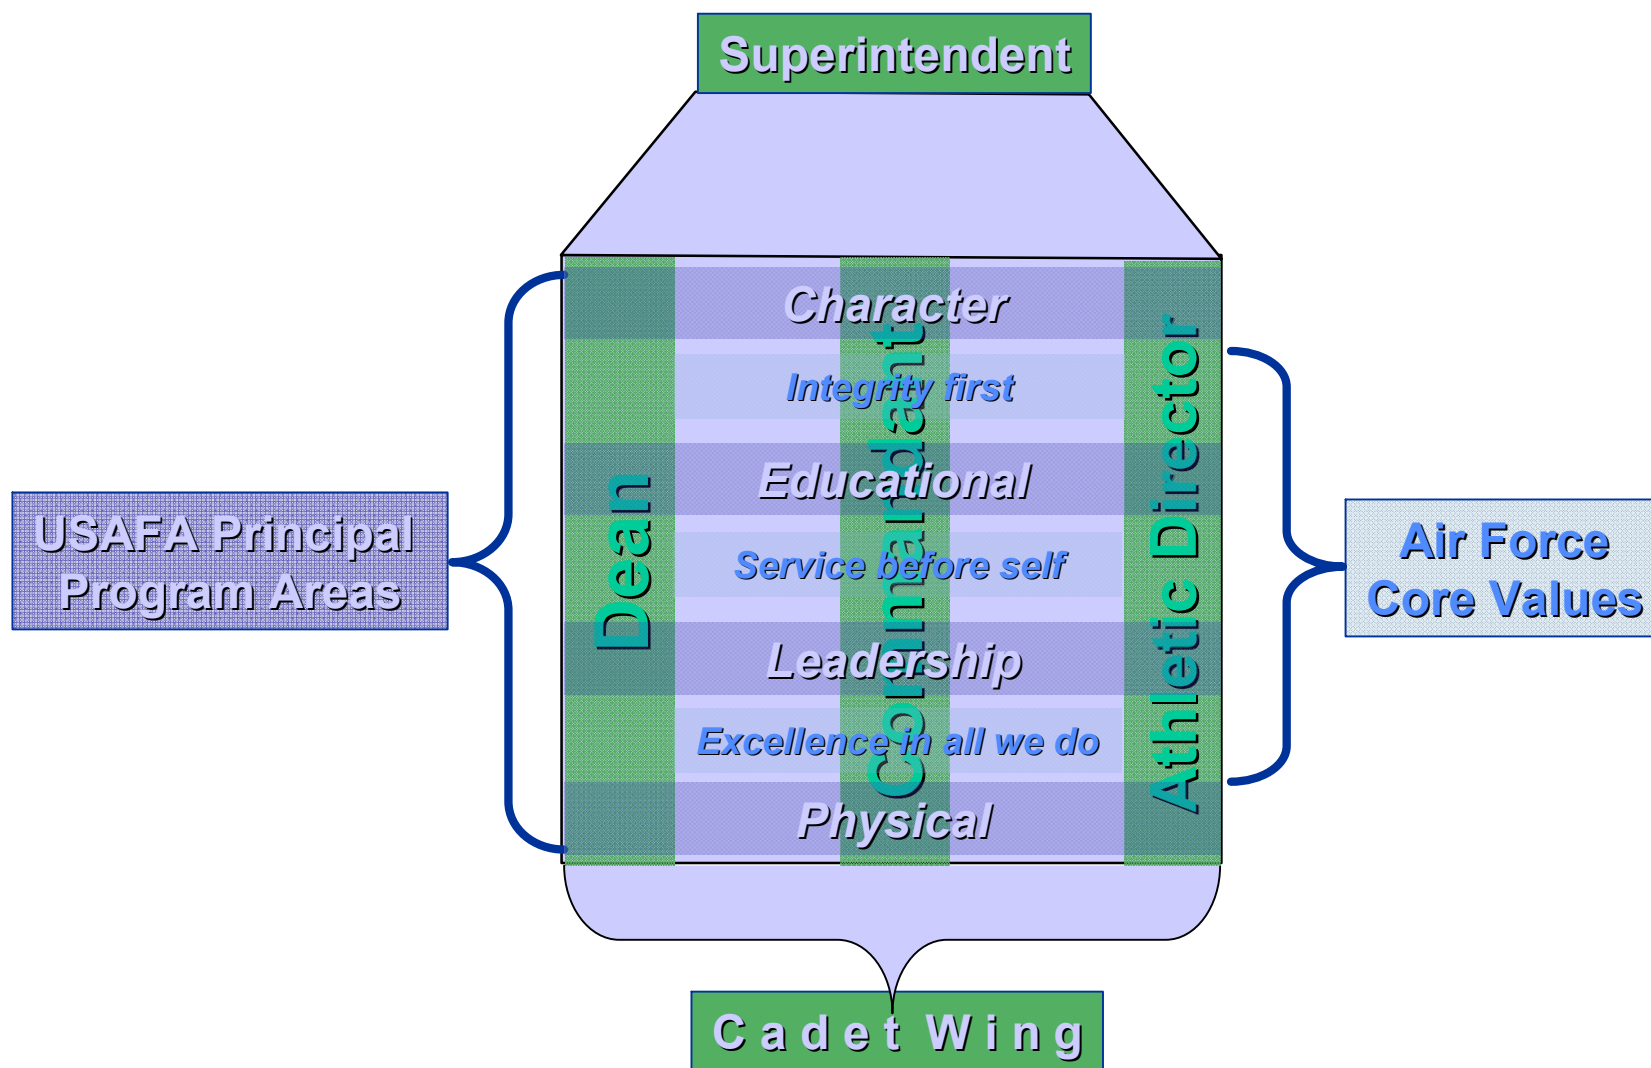 Superintendent
Character
Integrity first
Educational
Service before self
Leadership
Excellence in all we do
Physical
Dean
Commandant
Athletic Director
USAFA Principal
Program Areas
Air Force
Core Values
Cadet Wing